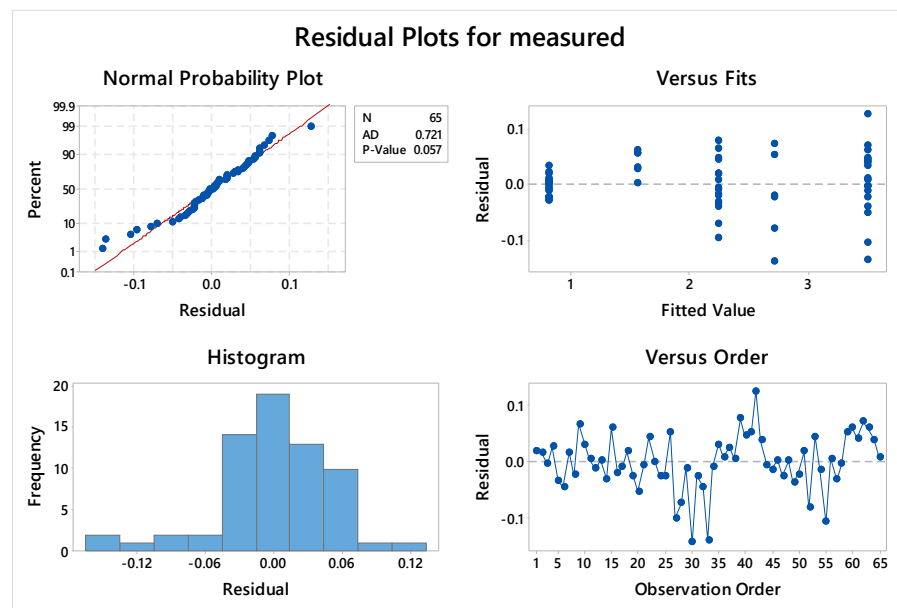 Residual Plots for measured
Normal Probability Plot
99.9
99
90
50
10
1
0.1
Percent
-0.1
0.0
0.1
Residual
N 65
AD 0.721
P-Value 0.057
Versus Fits
0.1
0.0
-0.1
Residual
1
2
3
Fitted Value
Histogram
20
15
10
5
0
Frequency
-0.12
-0.06
0.00
0.06
0.12
Residual
Versus Order
0.1
0.0
-0.1
Residual
1
5
10
15
20
25
30
35
40
45
50
55
60
65
Observation Order